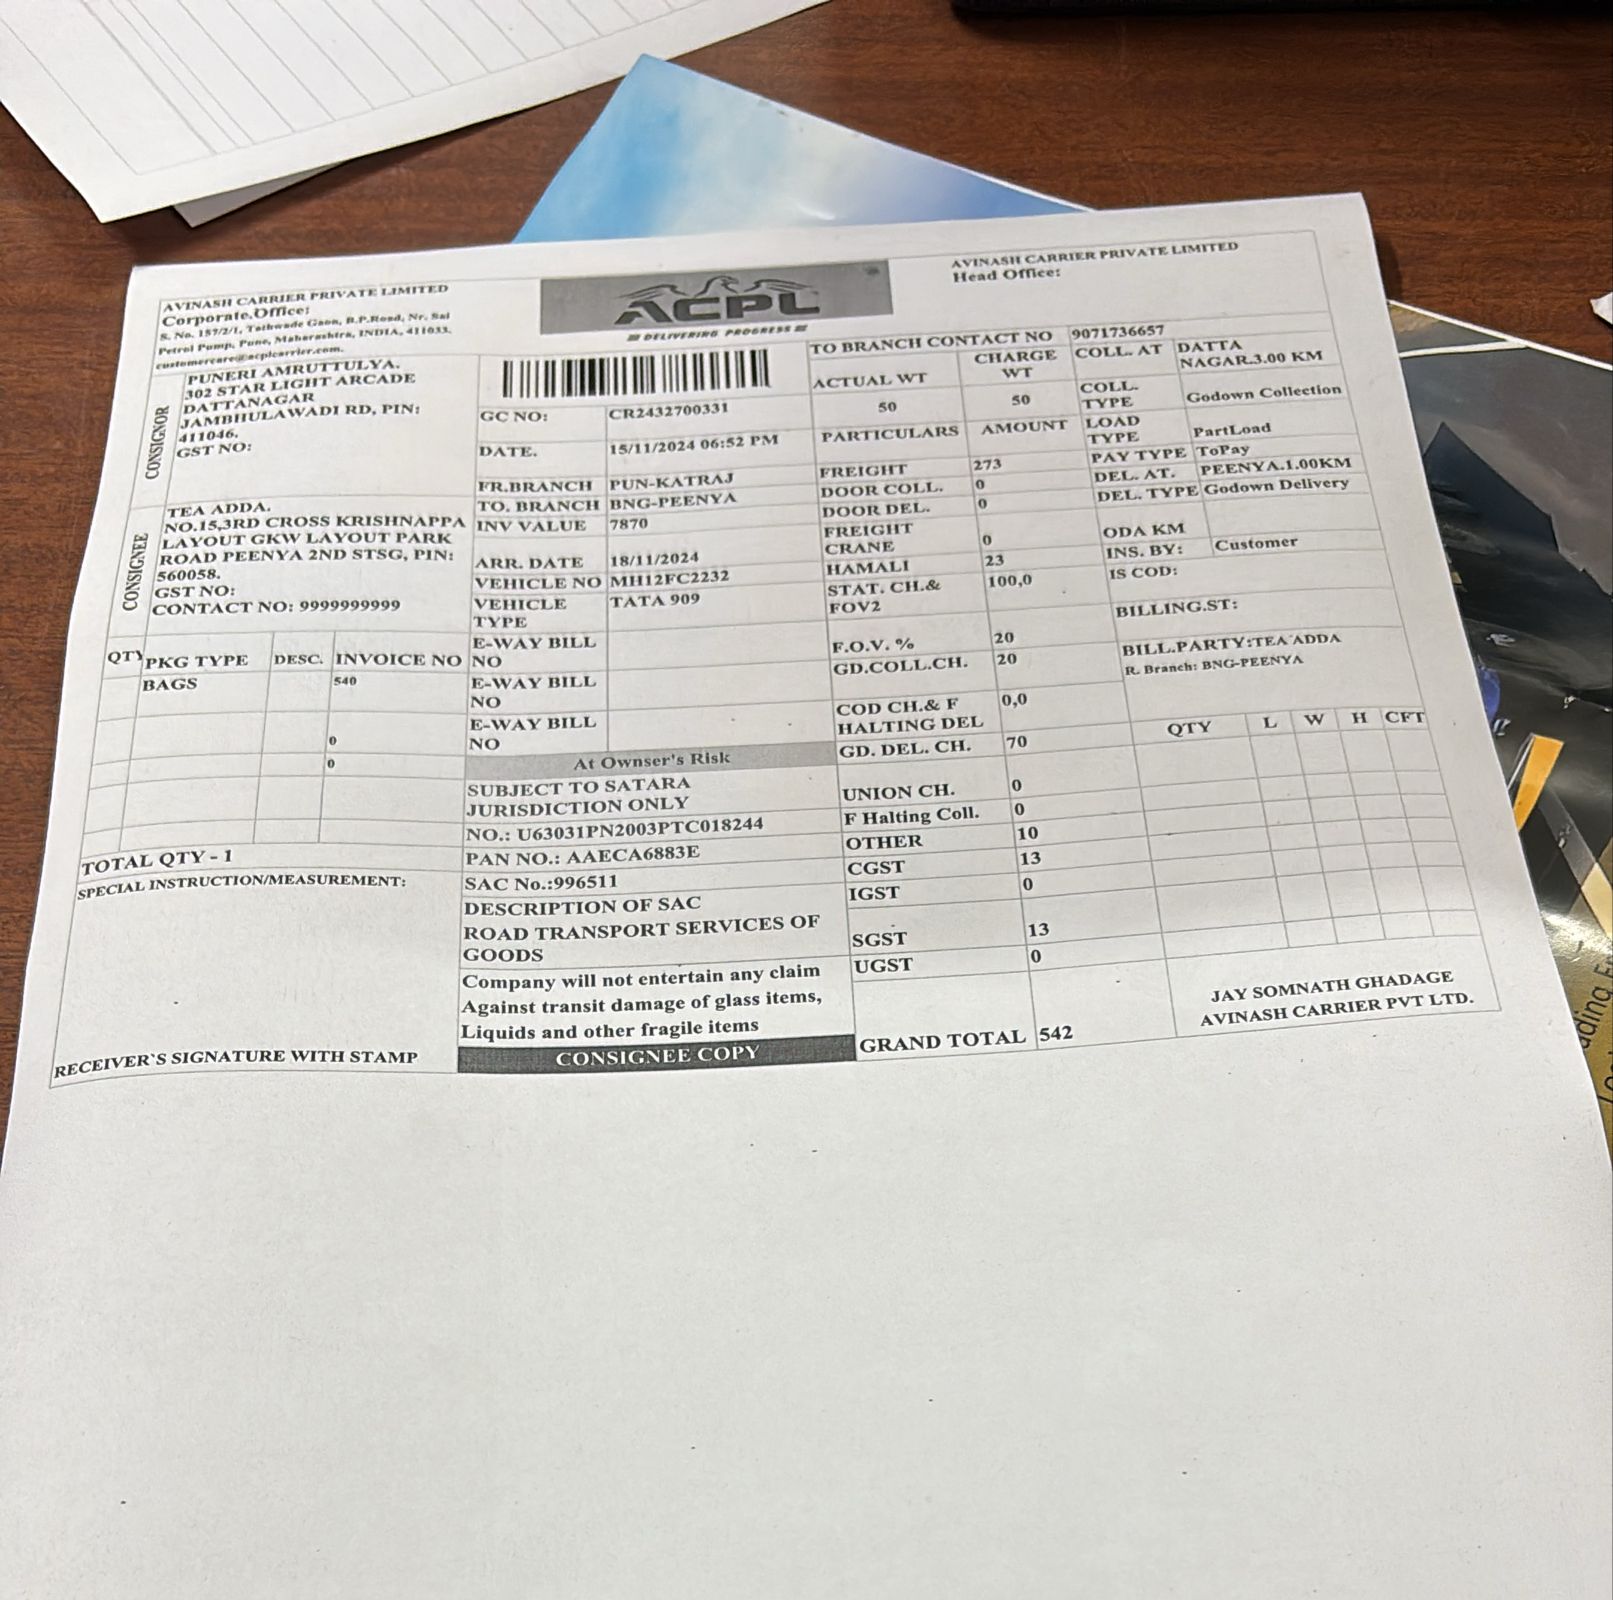 AVINASH CARRIER PRIVATE LIMITED
Corporate.Office:
S. No. 157/2/1, Tathwade Gaon, B.P.Road, Nr. Sai
Petrol Pump, Pune, Maharashtra, INDIA, 411033.
customercare@acplcarrier.com.
ACPL
DELIVERING PROGRESS
AVINASH CARRIER PRIVATE LIMITED
Head Office:
CONSIGNOR
PUNERI AMRUTTULYA.
302 STAR LIGHT ARCADE
DATTANAGAR
JAMBHULAWADI RD, PIN:
411046.
GST NO:
CONSIGNEE
TEA ADDA.
NO.15,3RD CROSS KRISHNAPPA
LAYOUT GKW LAYOUT PARK
ROAD PEENYA 2ND STSG, PIN:
560058.
GST NO:
CONTACT NO: 9999999999
QTY PKG TYPE DESC. INVOICE NO
BAGS 540
0
0
TOTAL QTY - 1
SPECIAL INSTRUCTION/MEASUREMENT:
RECEIVER`S SIGNATURE WITH STAMP
GC NO: CR2432700331
DATE. 15/11/2024 06:52 PM
FR.BRANCH PUN-KATRAJ
TO. BRANCH BNG-PEENYA
INV VALUE 7870
ARR. DATE 18/11/2024
VEHICLE NO MH12FC2232
VEHICLE TATA 909
TYPE
E-WAY BILL
NO
E-WAY BILL
NO
E-WAY BILL
NO
At Ownser's Risk
SUBJECT TO SATARA
JURISDICTION ONLY
NO.: U63031PN2003PTC018244
PAN NO.: AAECA6883E
SAC No.:996511
DESCRIPTION OF SAC
ROAD TRANSPORT SERVICES OF
GOODS
Company will not entertain any claim
Against transit damage of glass items,
Liquids and other fragile items
CONSIGNEE COPY
TO BRANCH CONTACT NO 9071736657
ACTUAL WT CHARGE
WT
50 50
PARTICULARS AMOUNT
FREIGHT 273
DOOR COLL. 0
DOOR DEL. 0
FREIGHT
CRANE 0
HAMALI 23
STAT. CH.& 100,0
FOV2
F.O.V. % 20
GD.COLL.CH. 20
COD CH.& F 0,0
HALTING DEL
GD. DEL. CH. 70
UNION CH. 0
F Halting Coll. 0
OTHER 10
CGST 13
IGST 0
SGST 13
UGST 0
GRAND TOTAL 542
COLL. AT DATTA
NAGAR.3.00 KM
COLL.
TYPE Godown Collection
LOAD
TYPE PartLoad
PAY TYPE ToPay
DEL. AT. PEENYA.1.00KM
DEL. TYPE Godown Delivery
ODA KM
INS. BY: Customer
IS COD:
BILLING.ST:
BILL.PARTY:TEA ADDA
R. Branch: BNG-PEENYA
QTY L W H CFT
JAY SOMNATH GHADAGE
AVINASH CARRIER PVT LTD.